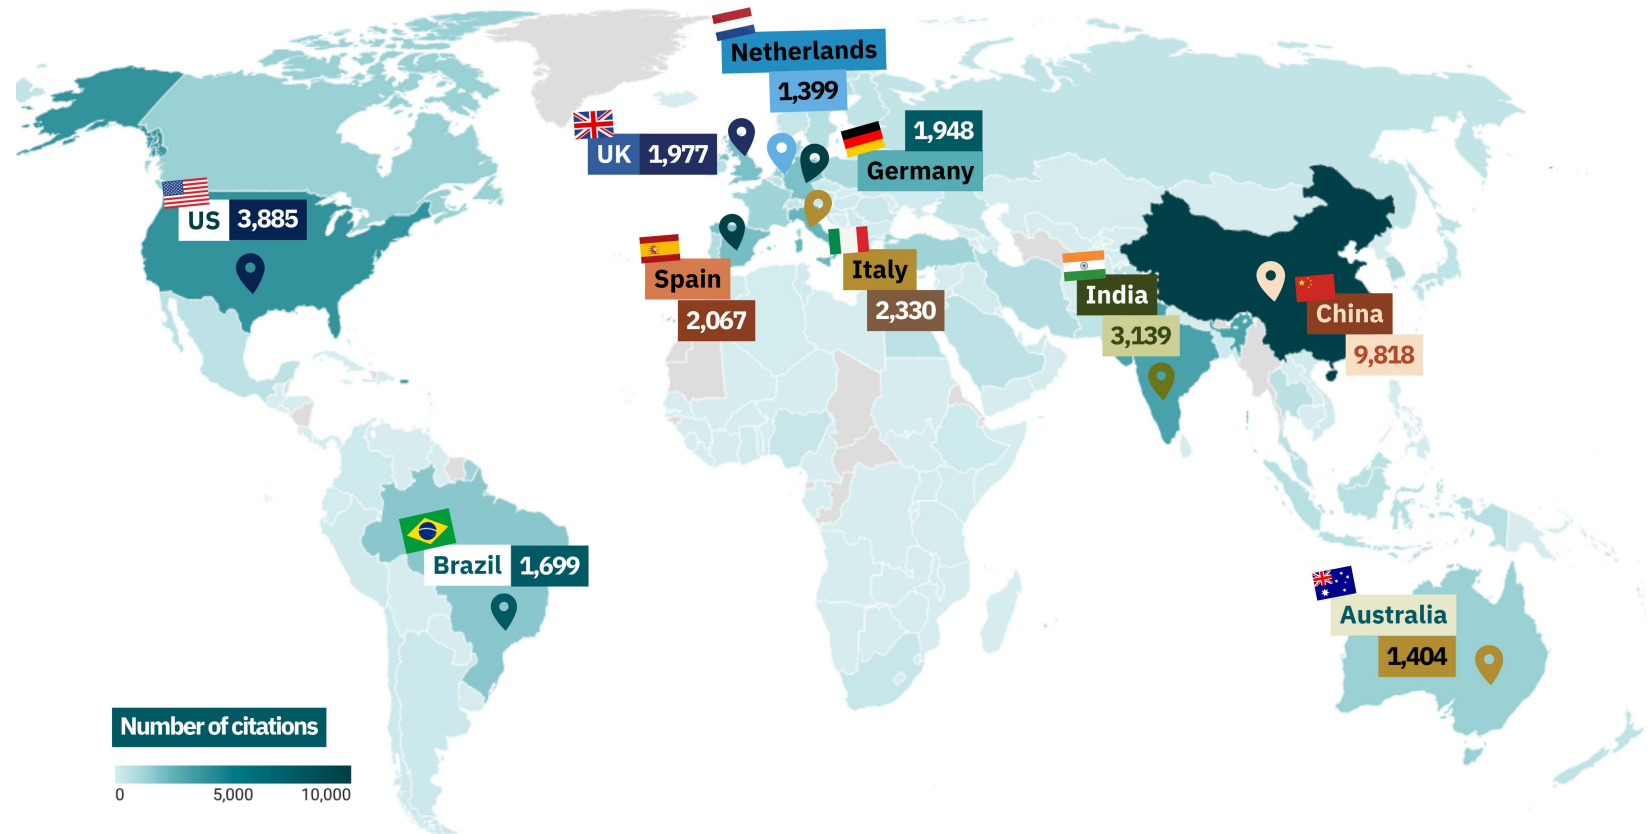 Netherlands
1,399
UK 1,977
1,948
Germany
US 3,885
Spain
2,067
Italy
2,330
India
3,139
China
9,818
Brazil 1,699
Australia
1,404
Number of citations
0 5,000 10,000